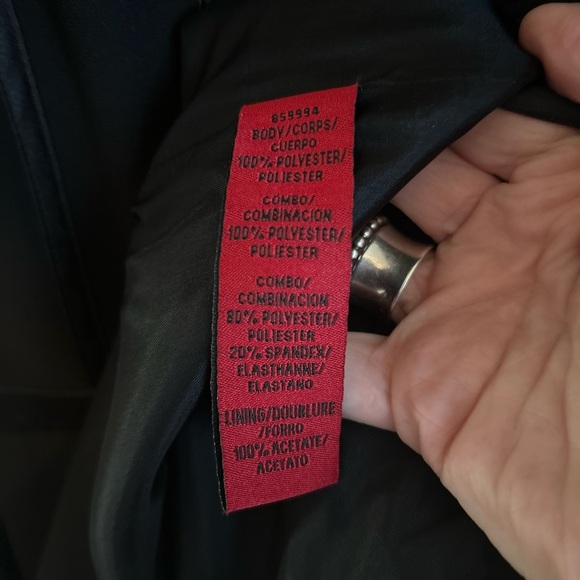 859994
BODY/CORPS/
CUERPO
100% POLYESTER/
POLIESTER
COMBO/
COMBINACION
100% POLYESTER/
POLIESTER
COMBO/
COMBINACION
80% POLYESTER/
POLIESTER
20% SPANDEX/
ELASTHANNE/
ELASTANO
LINING/DOUBLURE
/FORRO
100% ACETATE/
ACETATO